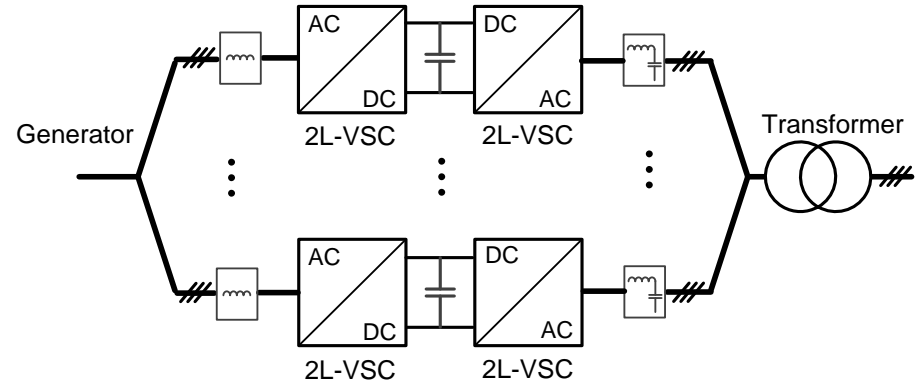 AC
DC
DC
AC
2L-VSC
2L-VSC
Generator
Transformer
AC
DC
DC
AC
2L-VSC
2L-VSC